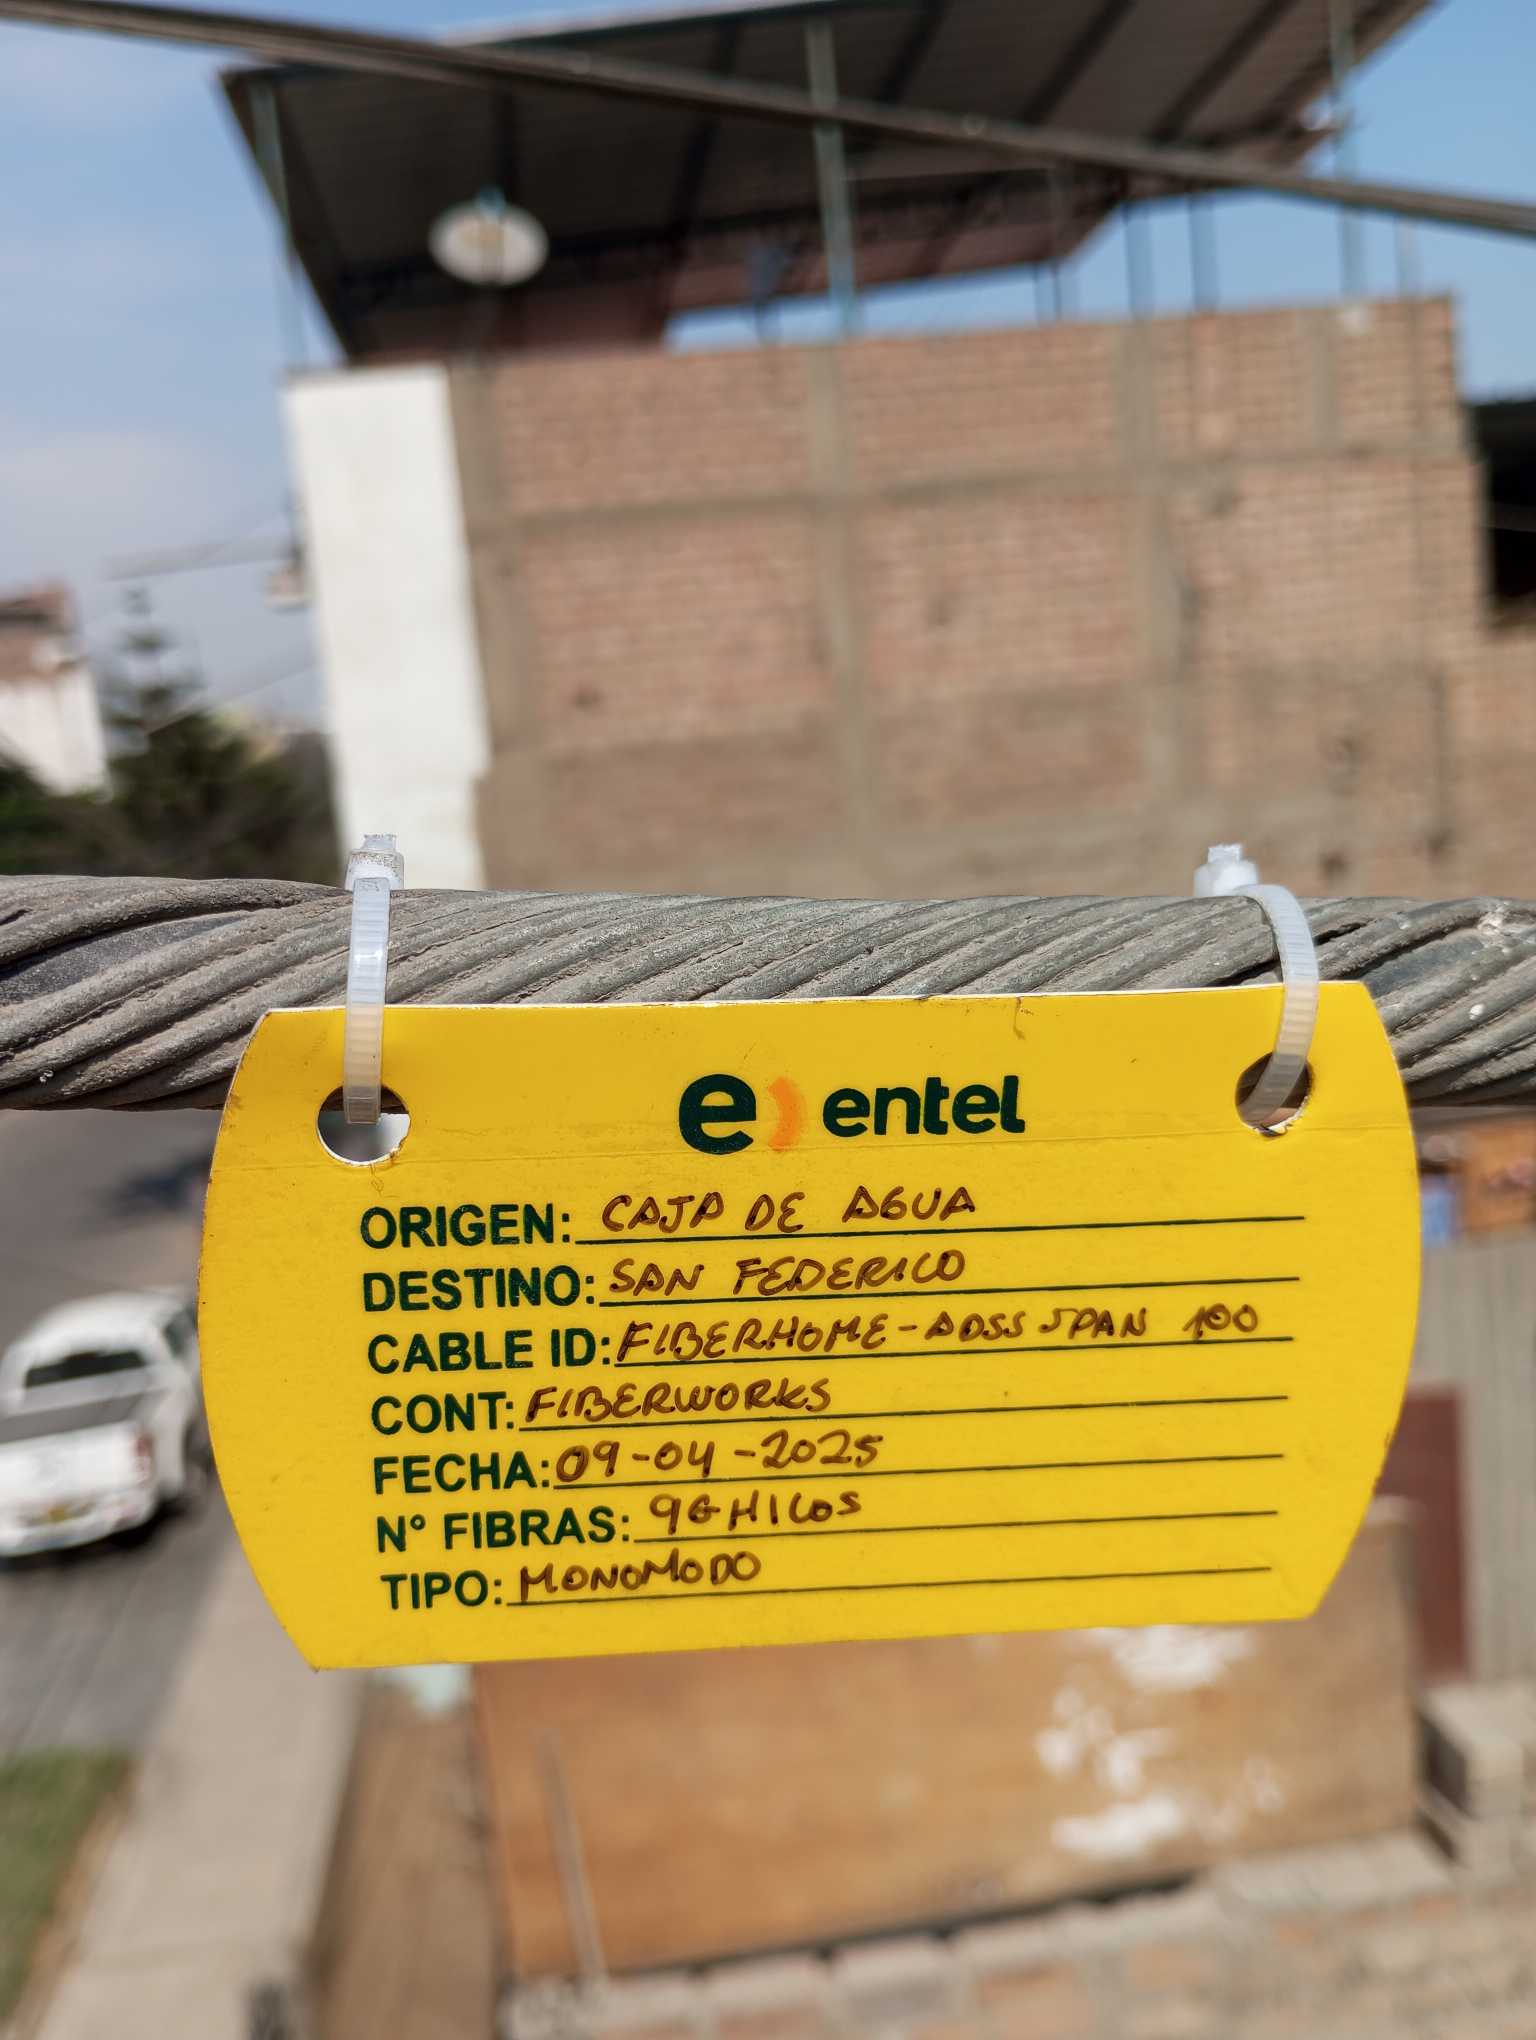 e) entel
ORIGEN: CAJA DE AGUA
DESTINO: SAN FEDERICO
CABLE ID: FIBERHOME-ADSS SPAN 100
CONT: FIBERWORKS
FECHA: 09-04-2025
N° FIBRAS: 96 HILOS
TIPO: MONOMODO